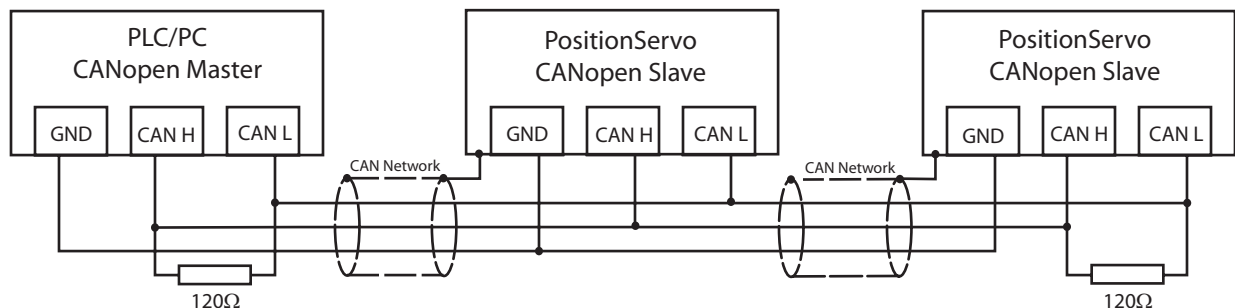 PLC/PC
CANopen Master
GND
CAN H
CAN L
PositionServo
CANopen Slave
GND
CAN H
CAN L
PositionServo
CANopen Slave
GND
CAN H
CAN L
CAN Network
CAN Network
120Ω
120Ω